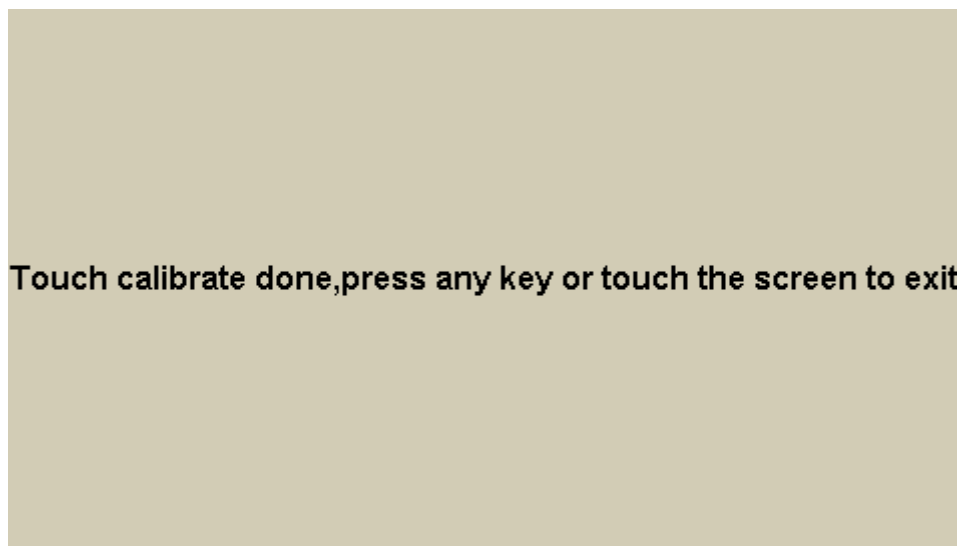 Touch calibrate done,press any key or touch the screen to exit